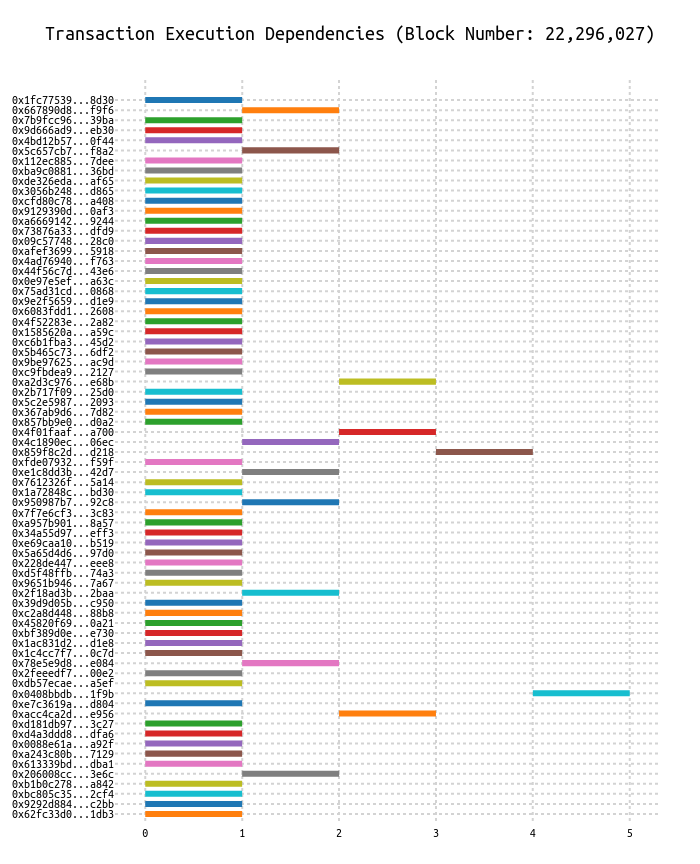 Transaction Execution Dependencies (Block Number: 22,296,027)
0x1fc77539...8d30
0x667890d8...f9f6
0x7b9fcc96...39ba
0x9d666ad9...eb30
0x4bd12b57...0f44
0x5c657cb7...f8a2
0x112ec885...7dee
0xba9c0881...36bd
0xde326eda...af65
0x3056b248...d865
0xcfd80c78...a408
0x9129390d...0af3
0xa6669142...9244
0x73876a33...dfd9
0x09c57748...28c0
0xafef3699...5918
0x4ad76940...f763
0x44f56c7d...43e6
0x0e97e5ef...a63c
0x75ad31cd...0868
0x9e2f5659...d1e9
0x6083fdd1...2608
0x4f52283e...2a82
0x1585620a...a59c
0xc6b1fba3...45d2
0x5b465c73...6df2
0x9be97625...ac9d
0xc9fbdea9...2127
0xa2d3c976...e68b
0x2b717f09...25d0
0x5c2e5987...2093
0x367ab9d6...7d82
0x857bb9e0...d0a2
0x4f01faaf...a700
0x4c1890ec...06ec
0x859f8c2d...d218
0xfde07932...f59f
0xe1c8dd3b...42d7
0x7612326f...5a14
0x1a72848c...bd30
0x950987b7...92c8
0x7f7e6cf3...3c83
0xa957b901...8a57
0x34a55d97...eff3
0xe69caa10...b519
0x5a65d4d6...97d0
0x228de447...eee8
0xd5f48ffb...74a3
0x9651b946...7a67
0x2f18ad3b...2baa
0x39d9d05b...c950
0xc2a8d448...88b8
0x45820f69...0a21
0xbf389d0e...e730
0x1ac831d2...d1e8
0x1c4cc7f7...0c7d
0x78e5e9d8...e084
0x2feeedf7...00e2
0xdb57ecae...a5ef
0x0408bbdb...1f9b
0xe7c3619a...d804
0xacc4ca2d...e956
0xd181db97...3c27
0xd4a3ddd8...dfa6
0x0088e61a...a92f
0xa243c80b...7129
0x613339bd...dba1
0x206008cc...3e6c
0xb1b0c278...a842
0xbc805c35...2cf4
0x9292d884...c2bb
0x62fc33d0...1db3
0 1 2 3 4 5